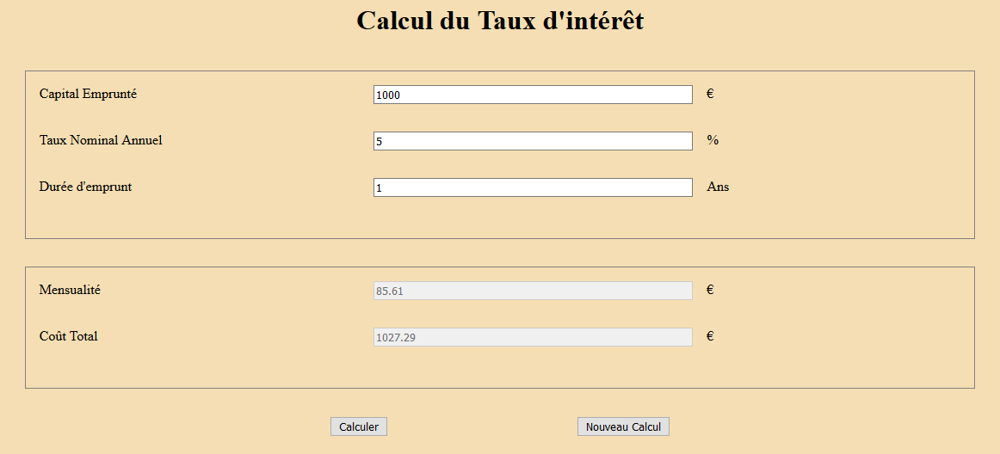 Calcul du Taux d'intérêt
Capital Emprunté 1000 €
Taux Nominal Annuel 5 %
Durée d'emprunt 1 Ans
Mensualité 85.61 €
Coût Total 1027.29 €
Calculer Nouveau Calcul